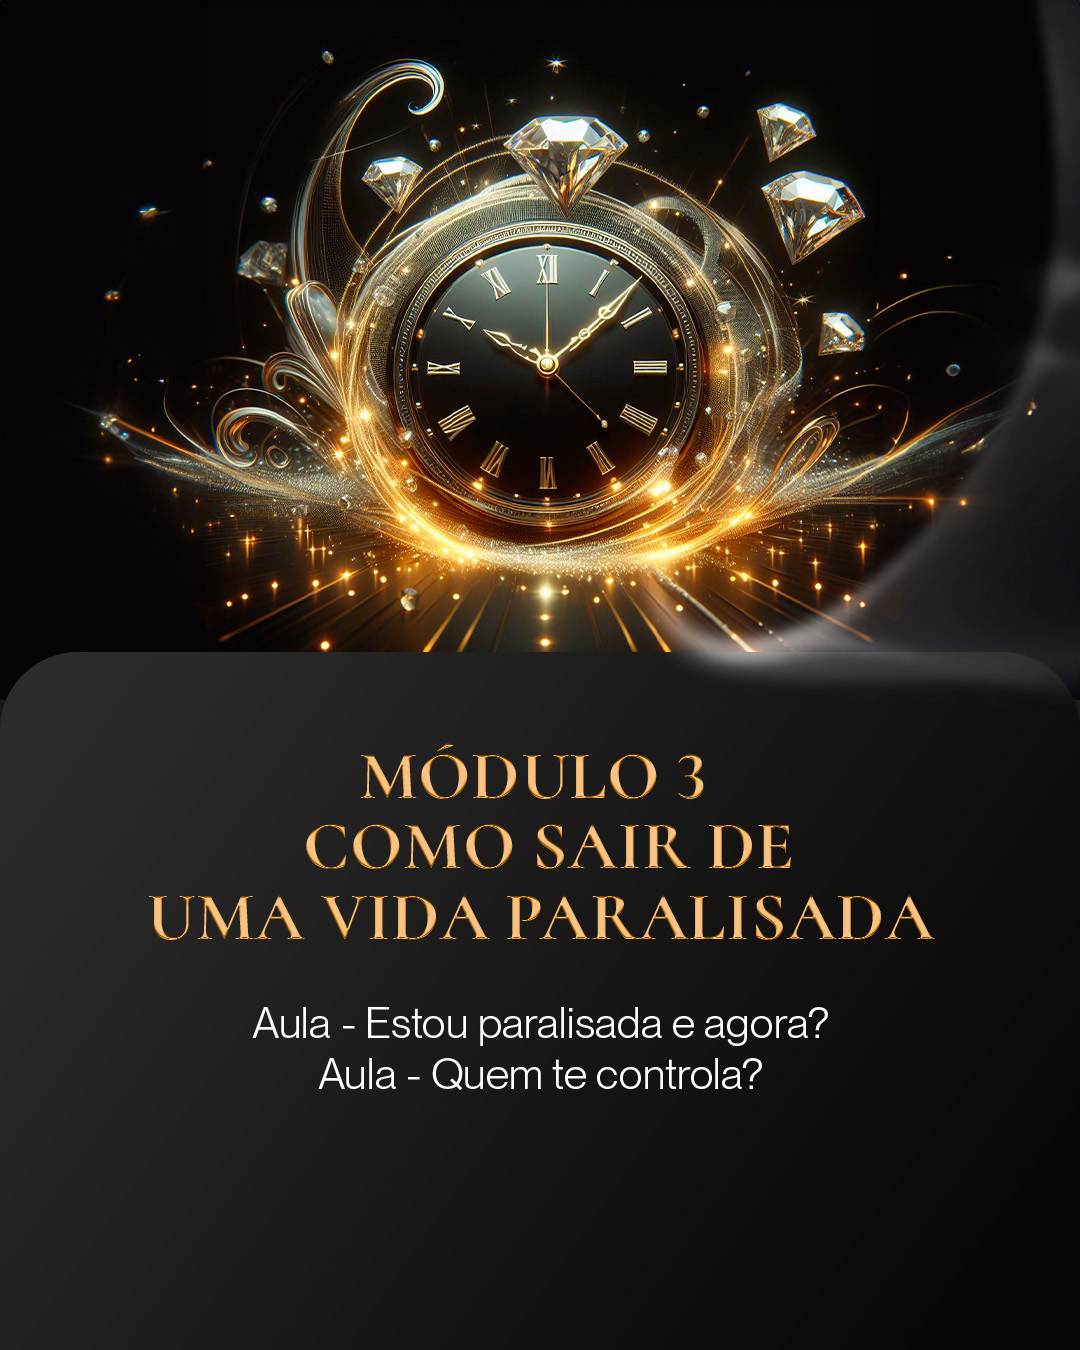 MÓDULO 3
COMO SAIR DE
UMA VIDA PARALISADA
Aula - Estou paralisada e agora?
Aula - Quem te controla?